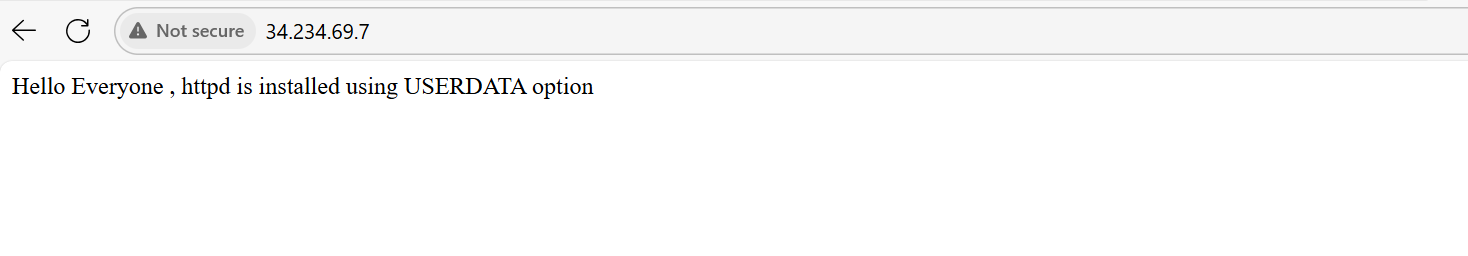 Not secure 34.234.69.7
Hello Everyone , httpd is installed using USERDATA option